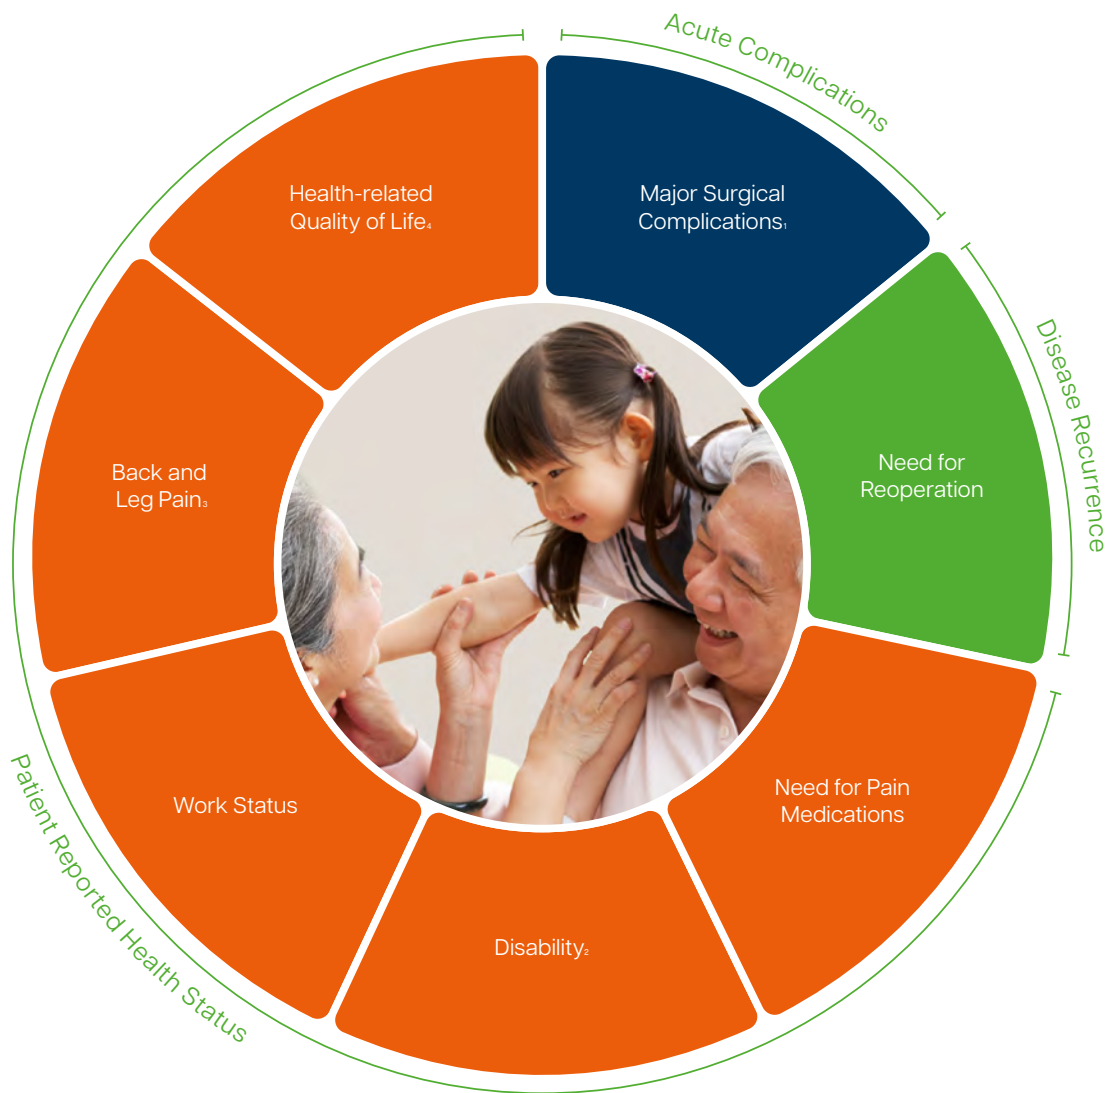 Acute Complications
Major Surgical
Complications1
Disease Recurrence
Need for
Reoperation
Need for Pain
Medications
Disability2
Work Status
Back and
Leg Pain3
Health-related
Quality of Life4
Patient Reported Health Status